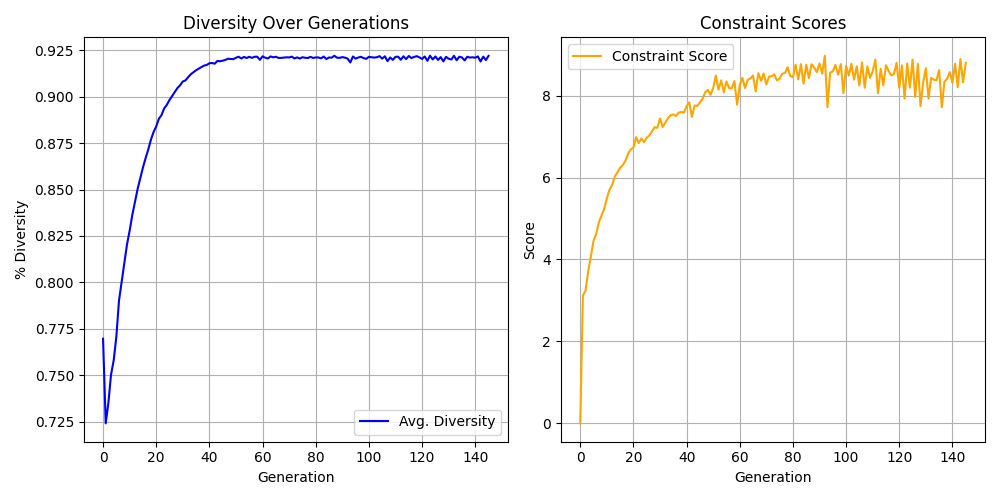 Diversity Over Generations
% Diversity
0.925
0.900
0.875
0.850
0.825
0.800
0.775
0.750
0.725
Avg. Diversity
0 20 40 60 80 100 120 140
Generation
Constraint Scores
Score
8
6
4
2
0
Constraint Score
0 20 40 60 80 100 120 140
Generation